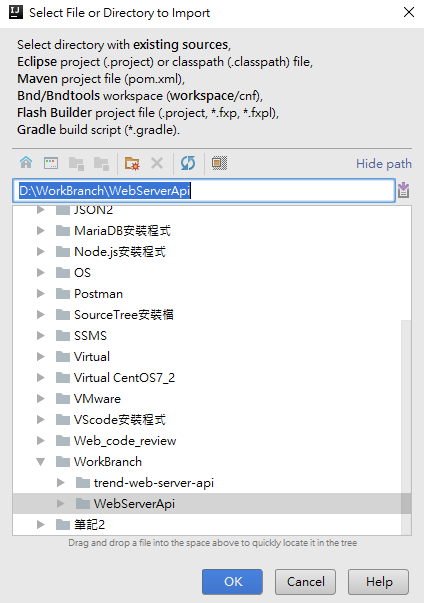 IJ Select File or Directory to Import
Select directory with existing sources,
Eclipse project (.project) or classpath (.classpath) file,
Maven project file (pom.xml),
Bnd/Bndtools workspace (workspace/cnf),
Flash Builder project file (.project, *.fxp, *.fxpl),
Gradle build script (*.gradle).
Hide path
D:\WorkBranch\WebServerApi
JSON2
MariaDB安裝程式
Node.js安裝程式
OS
Postman
SourceTree安裝檔
SSMS
Virtual
Virtual CentOS7_2
VMware
VScode安裝程式
Web_code_review
WorkBranch
trend-web-server-api
WebServerApi
筆記2
Drag and drop a file into the space above to quickly locate it in the tree
OK Cancel Help